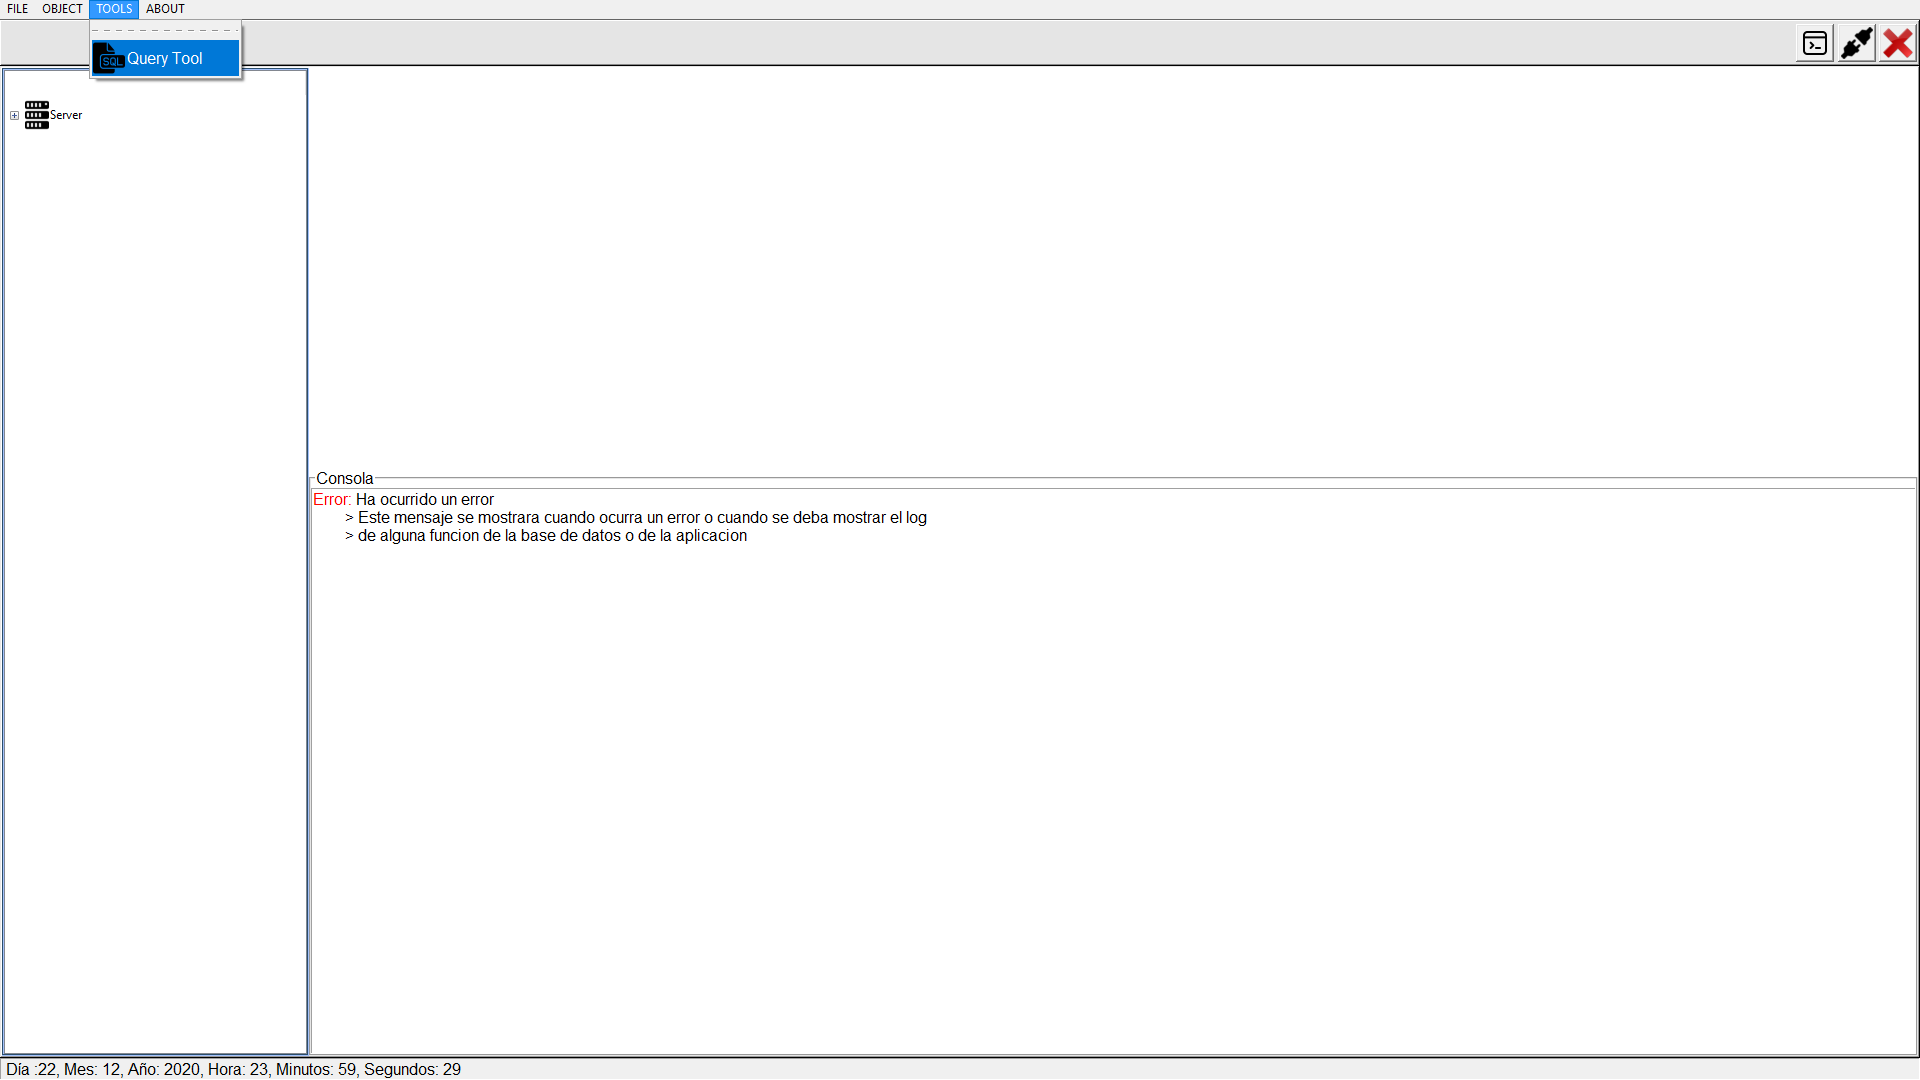 FILE OBJECT TOOLS ABOUT
SQL Query Tool
Server
Consola
Error: Ha ocurrido un error
> Este mensaje se mostrara cuando ocurra un error o cuando se deba mostrar el log
> de alguna funcion de la base de datos o de la aplicacion
Día :22, Mes: 12, Año: 2020, Hora: 23, Minutos: 59, Segundos: 29